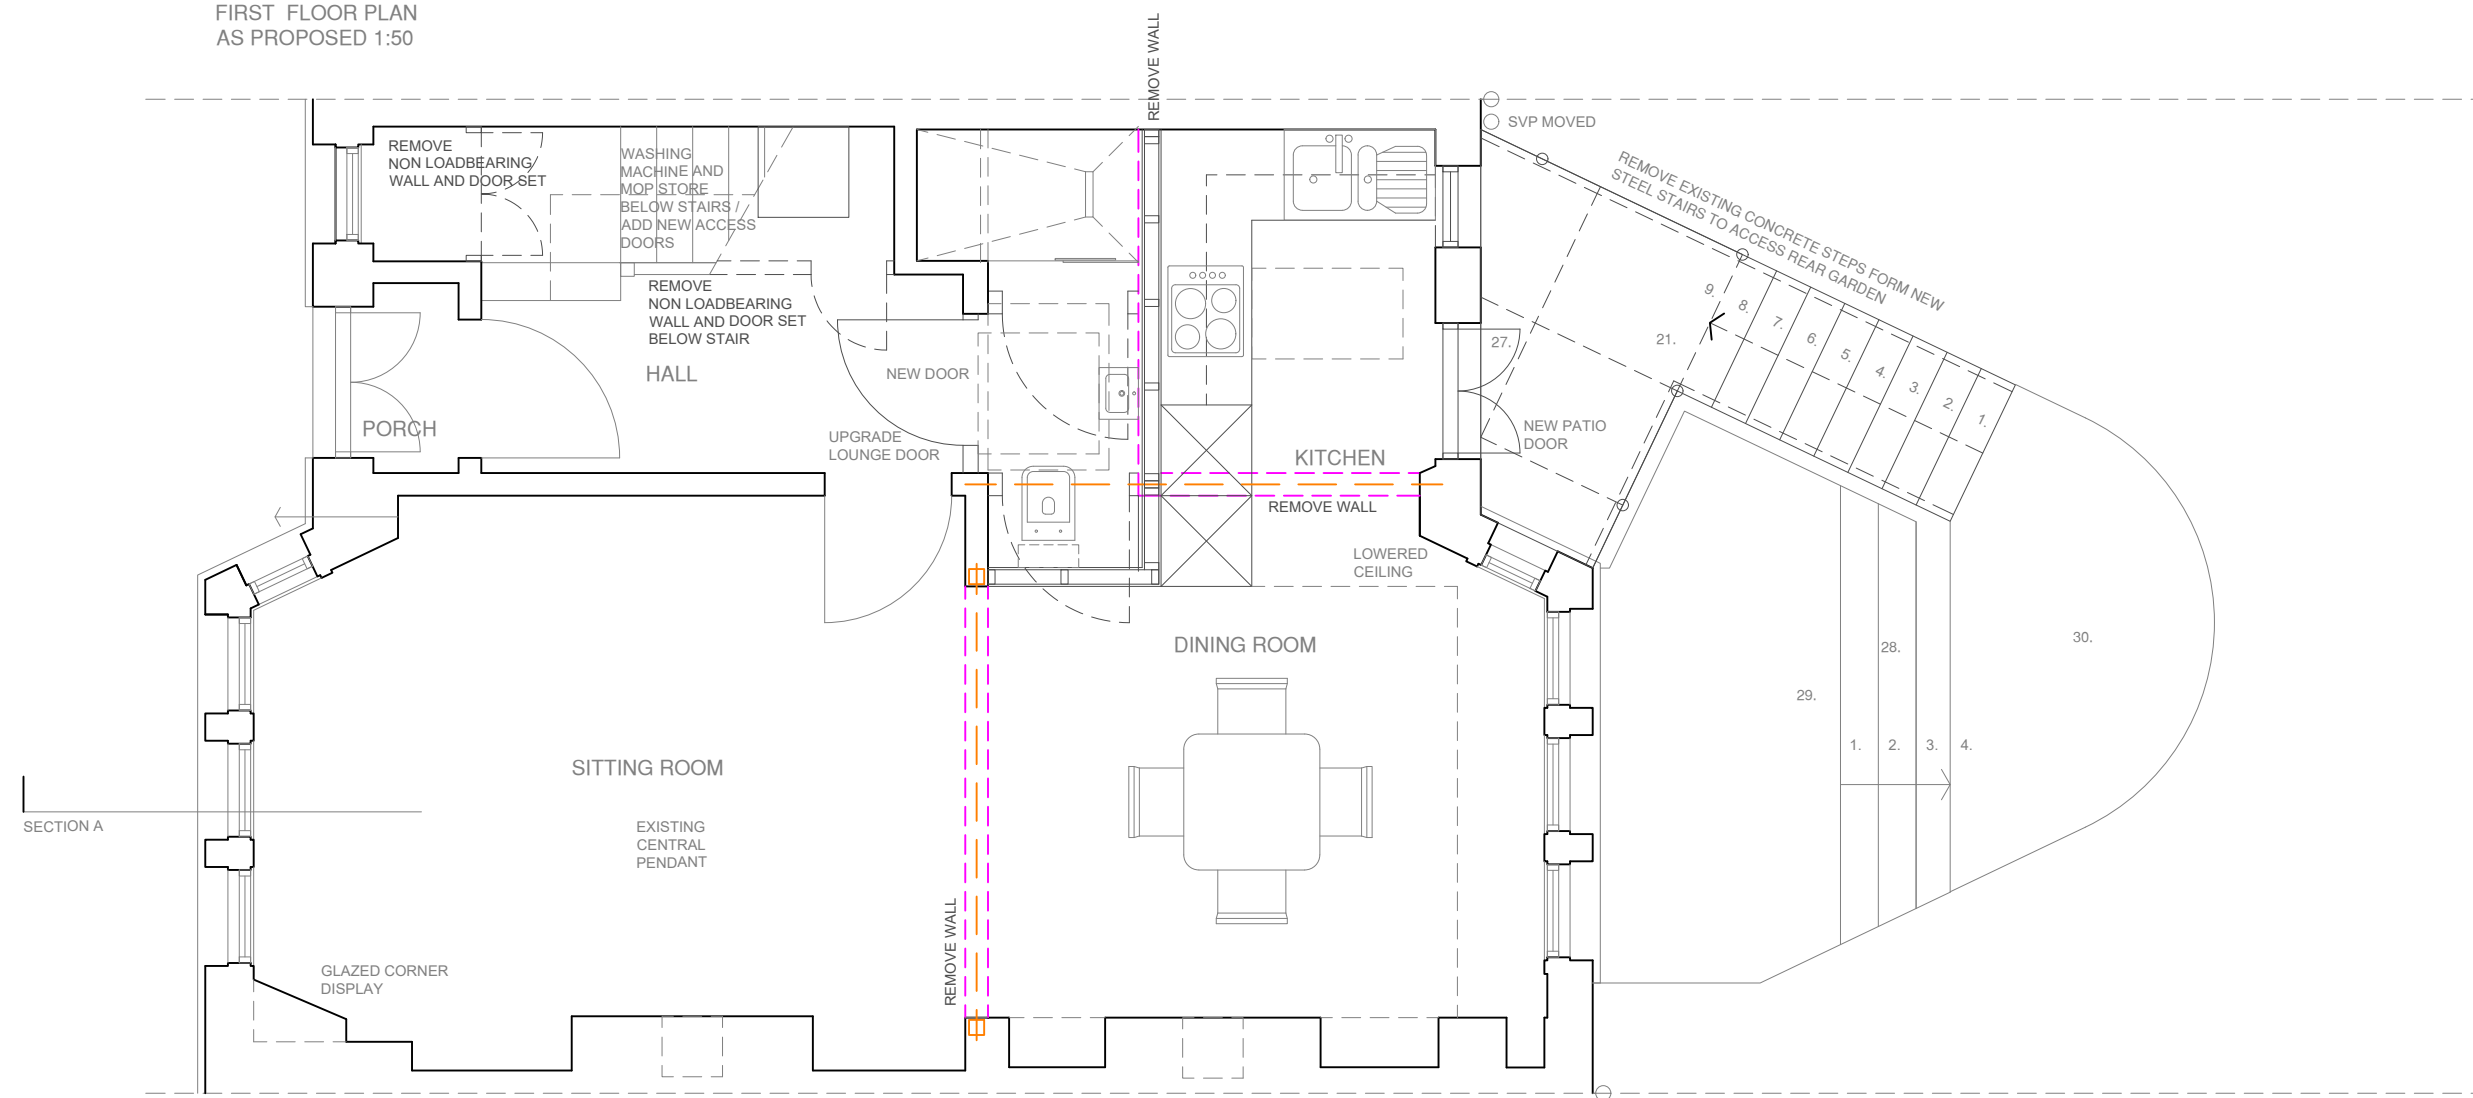 FIRST FLOOR PLAN
AS PROPOSED 1:50
REMOVE WALL
SVP MOVED
REMOVE
NON LOADBEARING
WALL AND DOOR SET
WASHING
MACHINE AND
MOP STORE
BELOW STAIRS /
ADD NEW ACCESS
DOORS
REMOVE EXISTING CONCRETE STEPS FORM NEW
STEEL STAIRS TO ACCESS REAR GARDEN
REMOVE
NON LOADBEARING
WALL AND DOOR SET
BELOW STAIR
9.
8.
7.
6.
5.
4.
3.
2.
1.
21.
27.
HALL
NEW DOOR
PORCH
UPGRADE
LOUNGE DOOR
NEW PATIO
DOOR
KITCHEN
REMOVE WALL
LOWERED
CEILING
DINING ROOM
28.
30.
29.
1.
2.
3.
4.
SITTING ROOM
SECTION A
EXISTING
CENTRAL
PENDANT
REMOVE WALL
GLAZED CORNER
DISPLAY